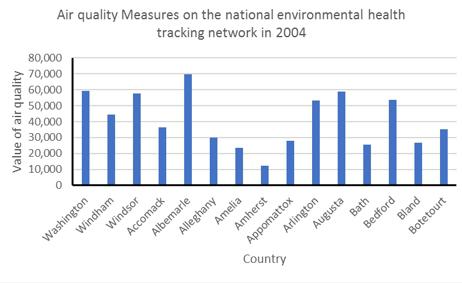 Air quality Measures on the national environmental health
tracking network in 2004
Value of air quality
80,000
70,000
60,000
50,000
40,000
30,000
20,000
10,000
0
Washington
Windham
Windsor
Accomack
Albemarle
Alleghany
Amelia
Amherst
Appomattox
Arlington
Augusta
Bath
Bedford
Bland
Botetourt
Country